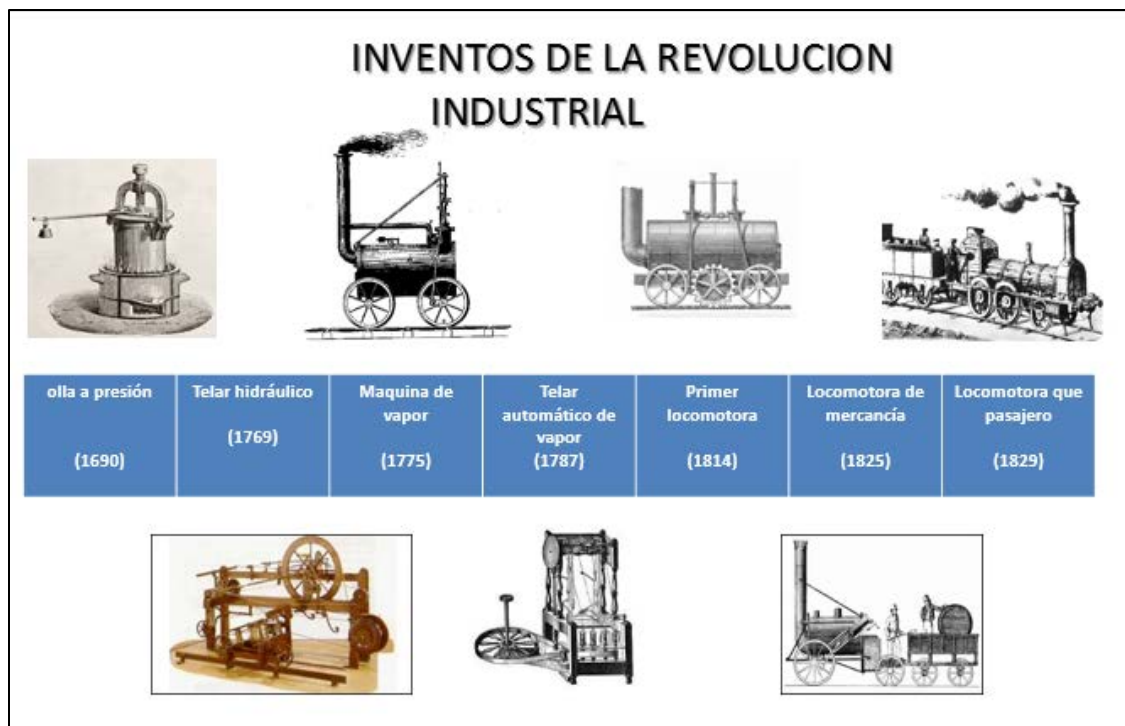 INVENTOS DE LA REVOLUCION
INDUSTRIAL
olla a presión
(1690)
Telar hidráulico
(1769)
Maquina de
vapor
(1775)
Telar
automático de
vapor
(1787)
Primer
locomotora
(1814)
Locomotora de
mercancía
(1825)
Locomotora que
pasajero
(1829)